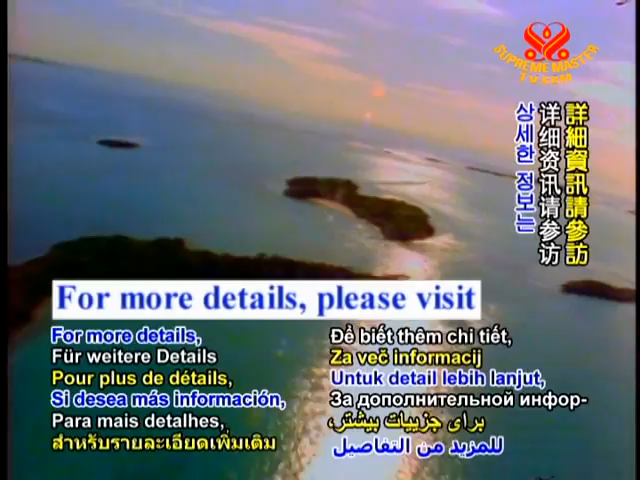 SUPREME MASTER
TV
詳細資訊請參訪
详细资讯请参访
상세한 정보는
For more details, please visit
For more details,
Für weitere Details
Pour plus de détails,
Si desea más información,
Para mais detalhes,
สำหรับรายละเอียดเพิ่มเติม
Để biết thêm chi tiết,
Za več informacij
Untuk detail lebih lanjut,
За дополнительной инфор-
برای جزییات بیشتر،
للمزيد من التفاصيل